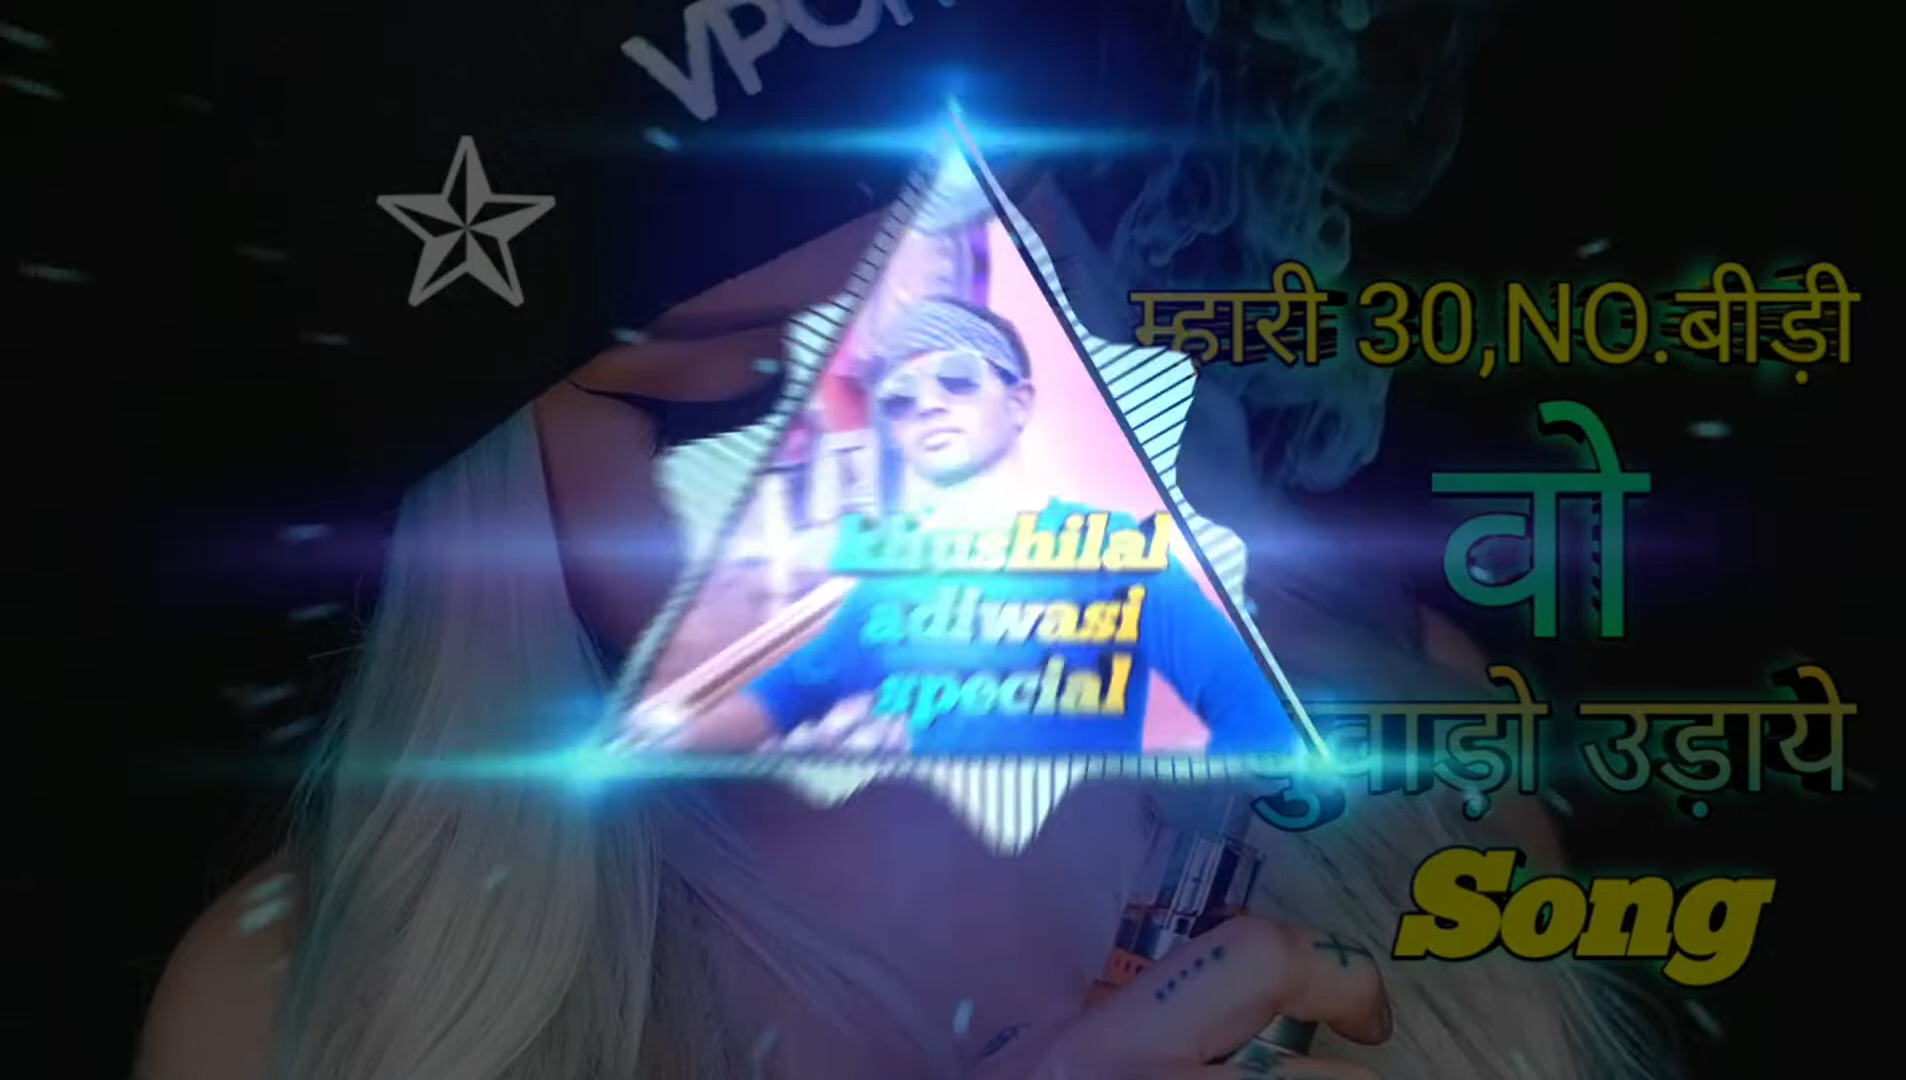 khushilal
adiwasi
special
म्हारी 30,NO.बीड़ी
वो
धुवाड़ो उड़ाये
Song